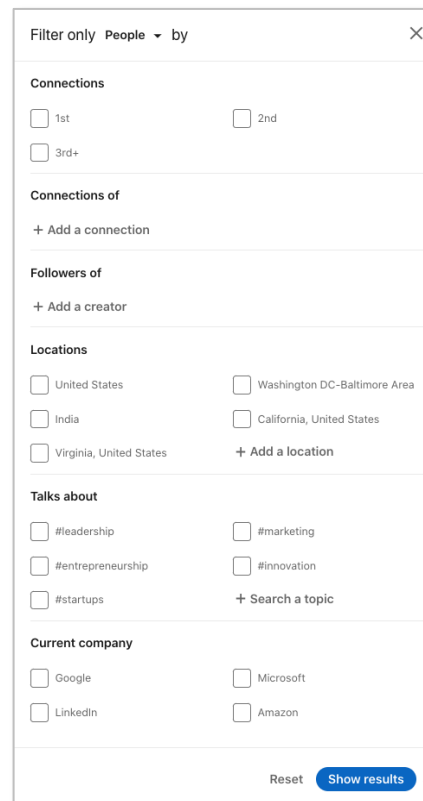 Filter only People by
Connections
1st 2nd
3rd+
Connections of
+ Add a connection
Followers of
+ Add a creator
Locations
United States Washington DC-Baltimore Area
India California, United States
Virginia, United States + Add a location
Talks about
#leadership #marketing
#entrepreneurship #innovation
#startups + Search a topic
Current company
Google Microsoft
LinkedIn Amazon
Reset Show results